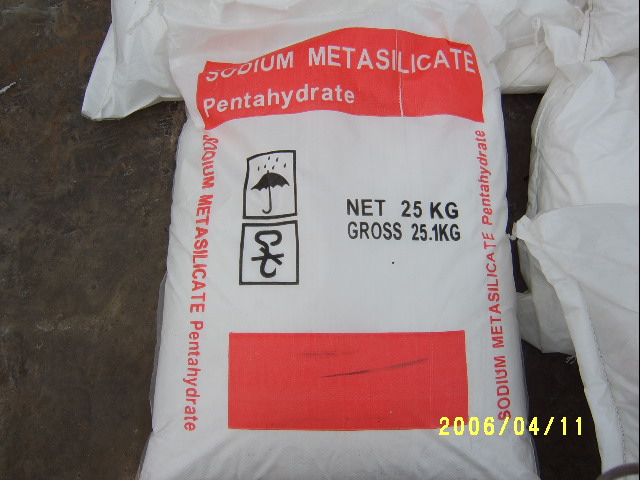 SODIUM METASILICATE
Pentahydrate
SODIUM METASILICATE Pentahydrate
NET 25 KG
GROSS 25.1KG
SODIUM METASILICATE Pentahydrate
2006/04/11